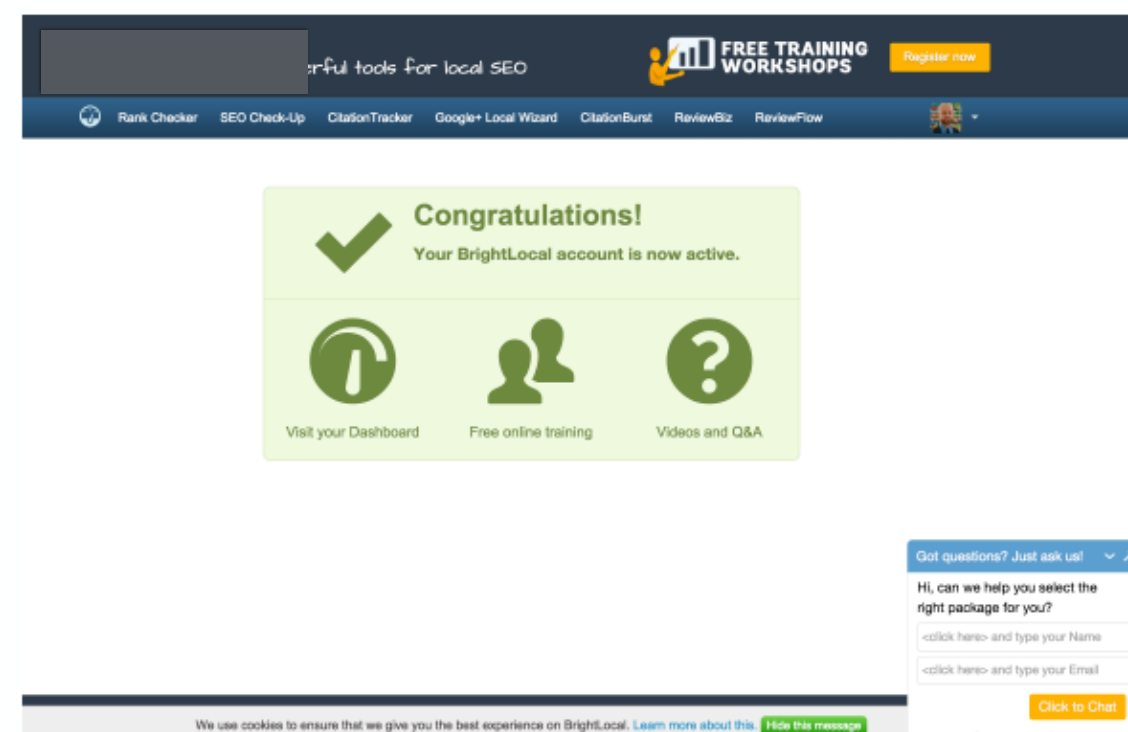 tools for local SEO
FREE TRAINING
WORKSHOPS
Register now
Rank Checker SEO Check-Up CitationTracker Google+ Local Wizard CitationBurst ReviewBiz ReviewFlow
Congratulations!
Your BrightLocal account is now active.
Visit your Dashboard Free online training Videos and Q&A
Got questions? Just ask us!
Hi, can we help you select the
right package for you?
<click here> and type your Name
<click here> and type your Email
Click to Chat
We use cookies to ensure that we give you the best experience on BrightLocal. Learn more about this. Hide this message